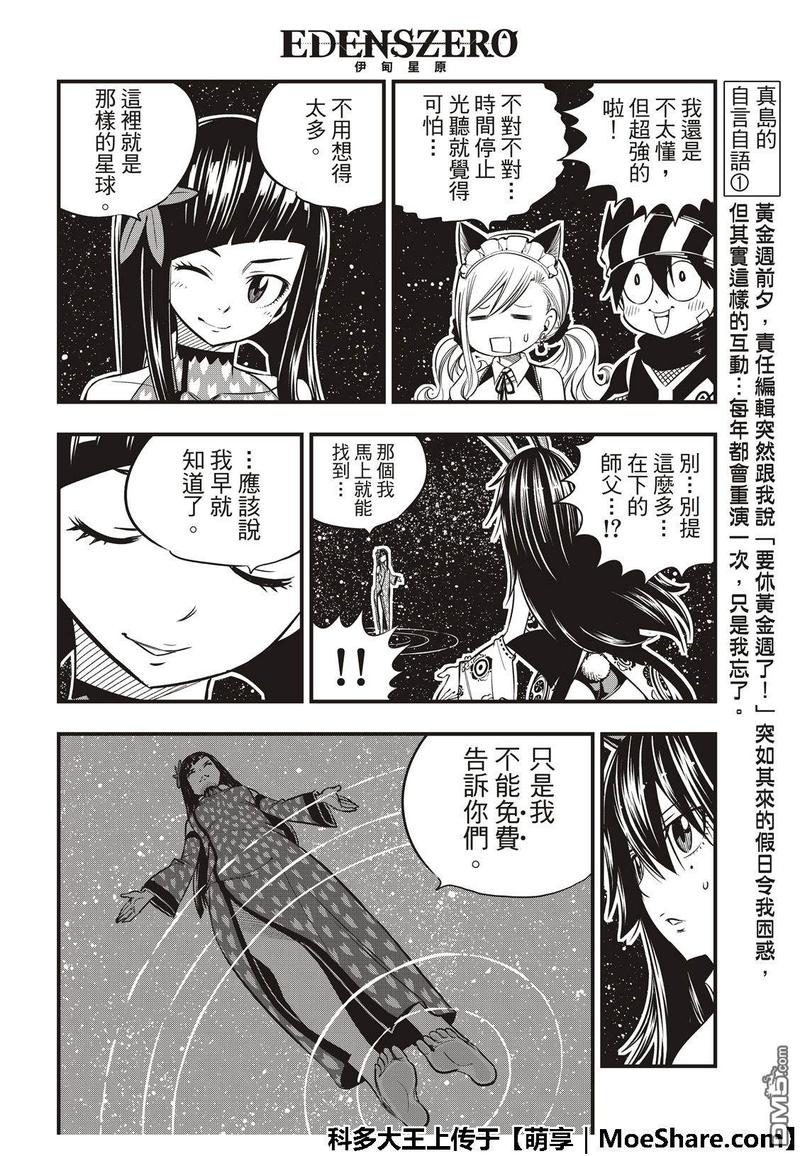 EDENSZERO
伊甸星原
真島的
自言自語①
黃金週前夕，責任編輯突然跟我說「要休黃金週了！」突如其來的假日令我困惑，
但其實這樣的互動…每年都會重演一次，只是我忘了。
我還是
不太懂，
但超強的
啦！
不對不對…
時間停止
光聽就覺得
可怕…
不用想得
太多。
這裡就是
那樣的星球。
別…別提
這麼多…
在下的
師父…!?
那個我
馬上就能
找到…
!!
…應該說
我早就
知道了。
只是我
不能免費
告訴你們。
DM5.com
科多大王上传于【萌享｜MoeShare.com】